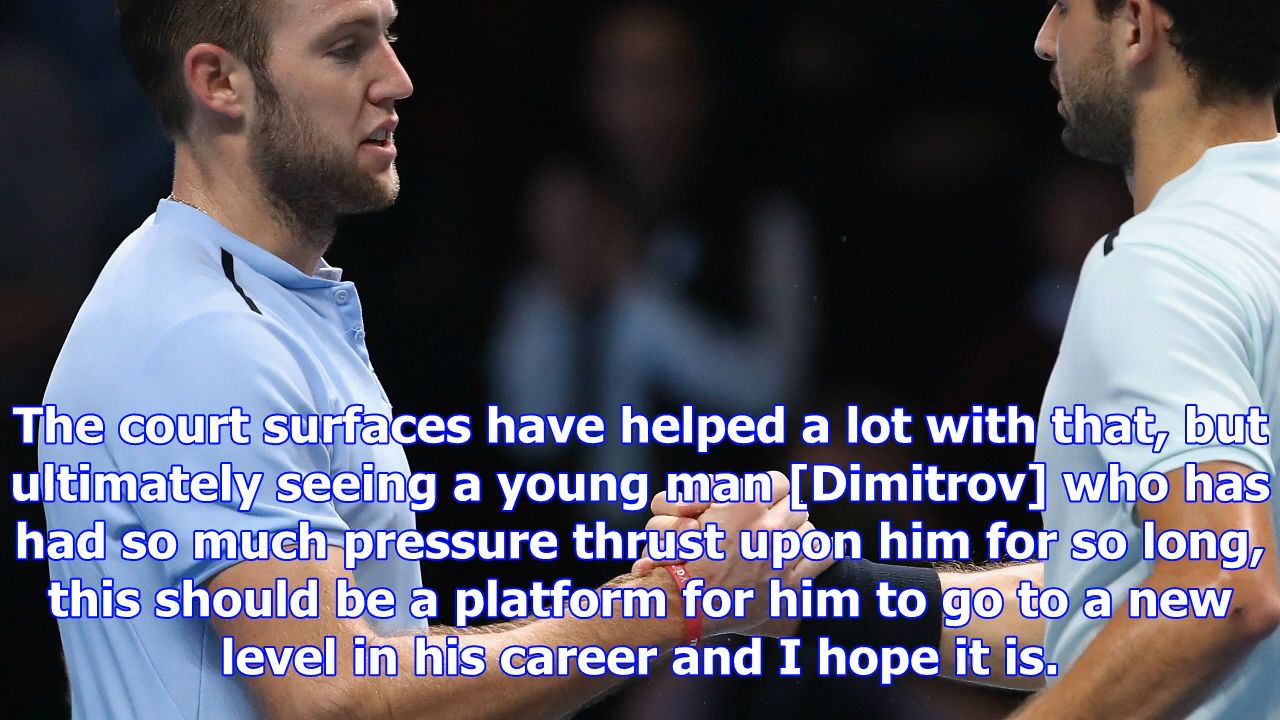 The court surfaces have helped a lot with that, but
ultimately seeing a young man [Dimitrov] who has
had so much pressure thrust upon him for so long,
this should be a platform for him to go to a new
level in his career and I hope it is.